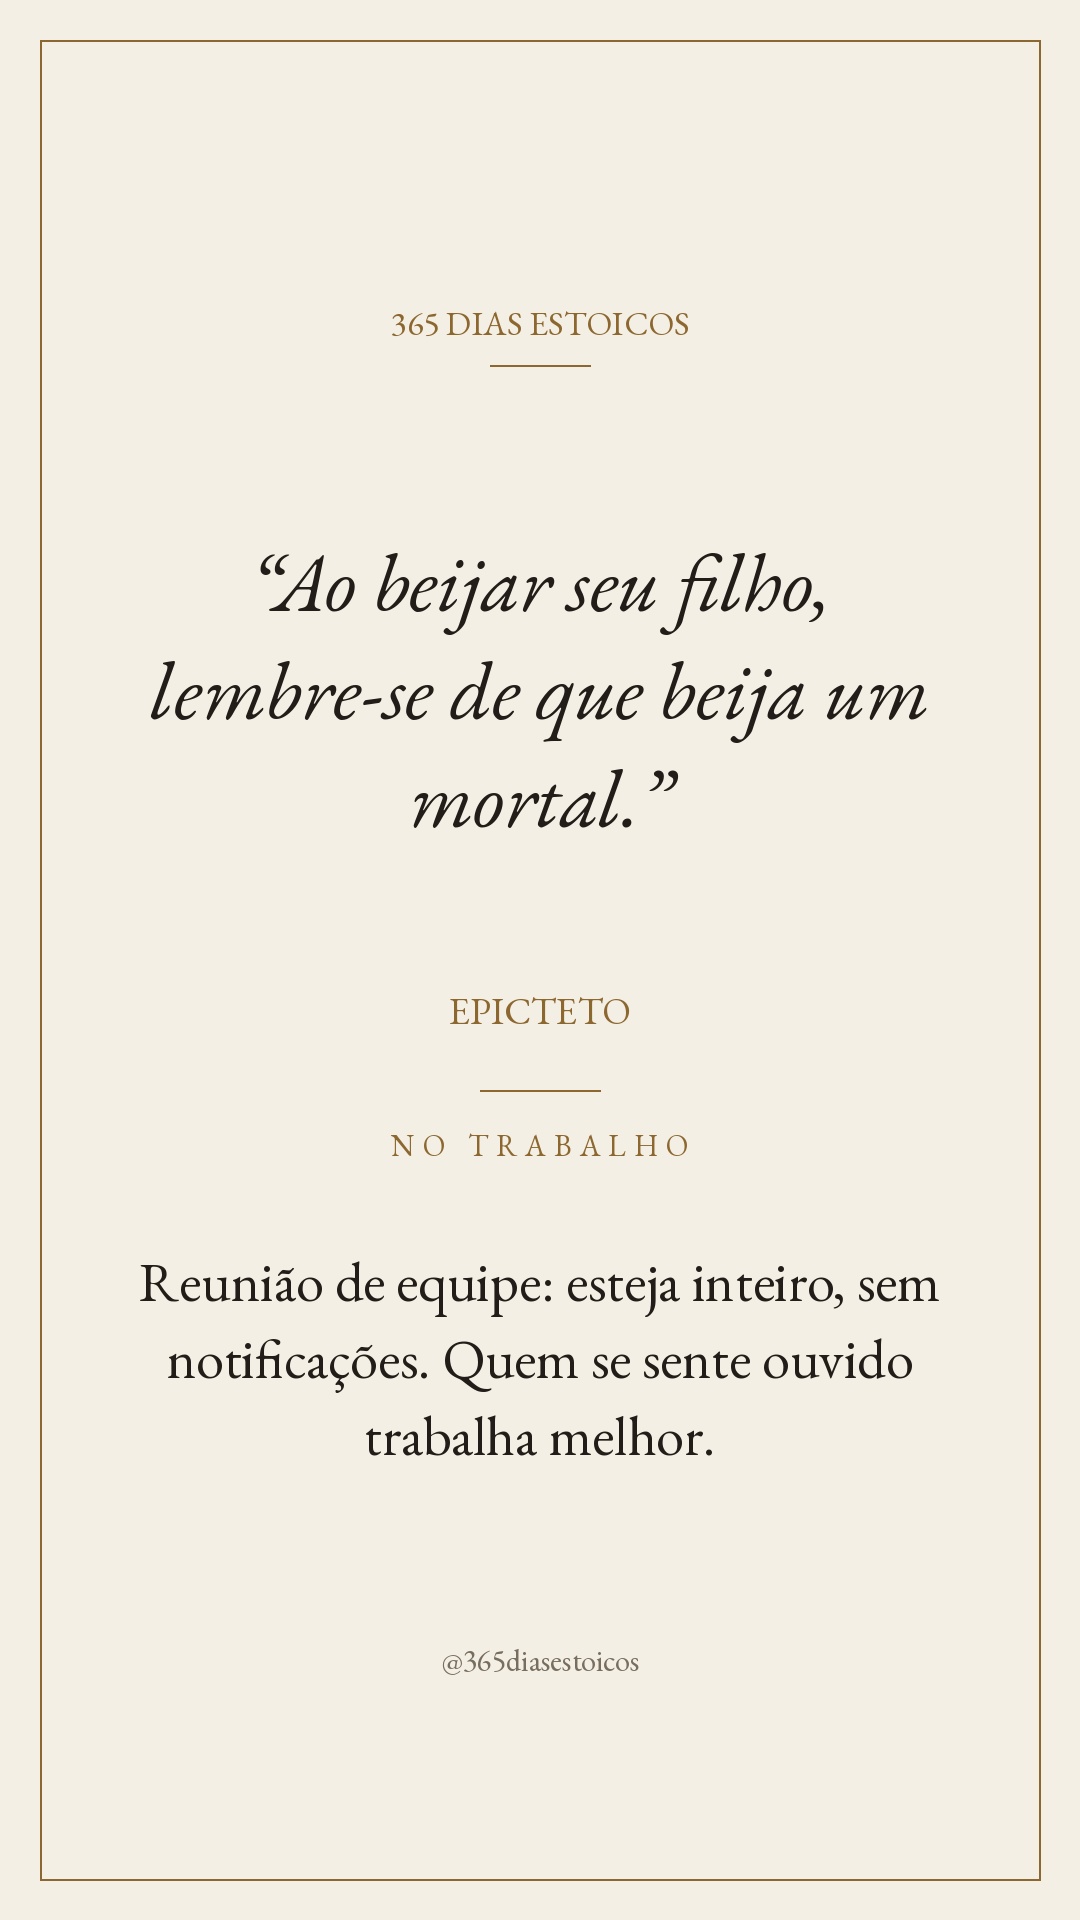 365 DIAS ESTOICOS
“Ao beijar seu filho,
lembre-se de que beija um
mortal.”
EPICTETO
NO TRABALHO
Reunião de equipe: esteja inteiro, sem
notificações. Quem se sente ouvido
trabalha melhor.
@365diasestoicos